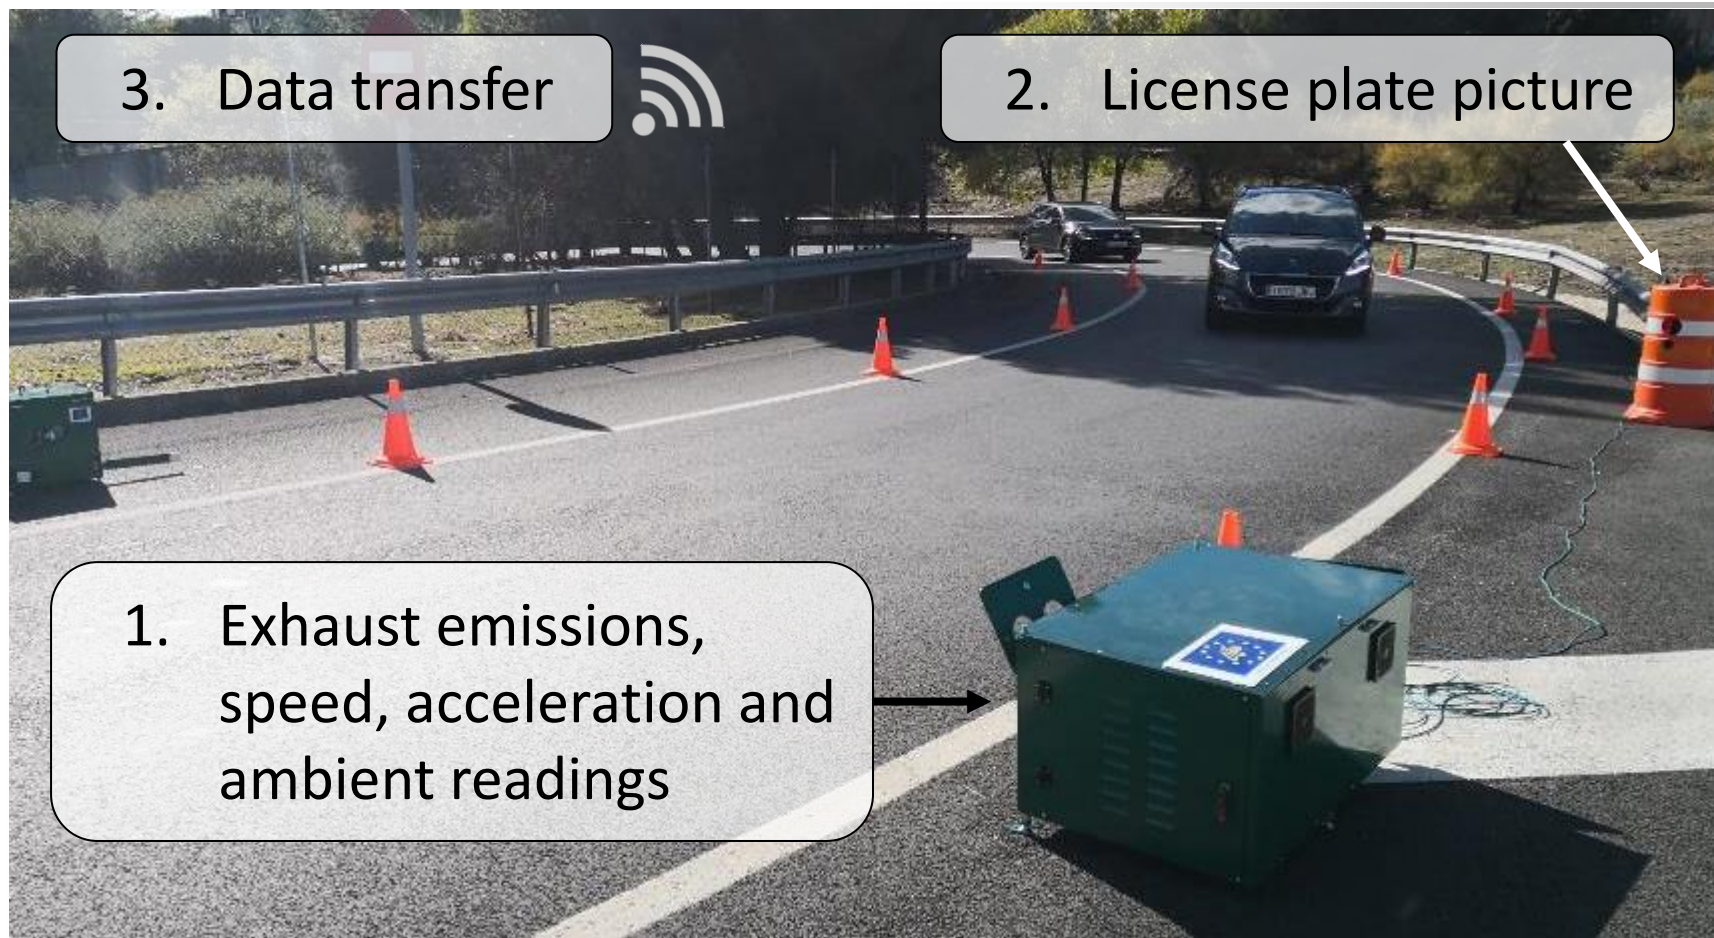 3. Data transfer
2. License plate picture
1. Exhaust emissions,
speed, acceleration and
ambient readings